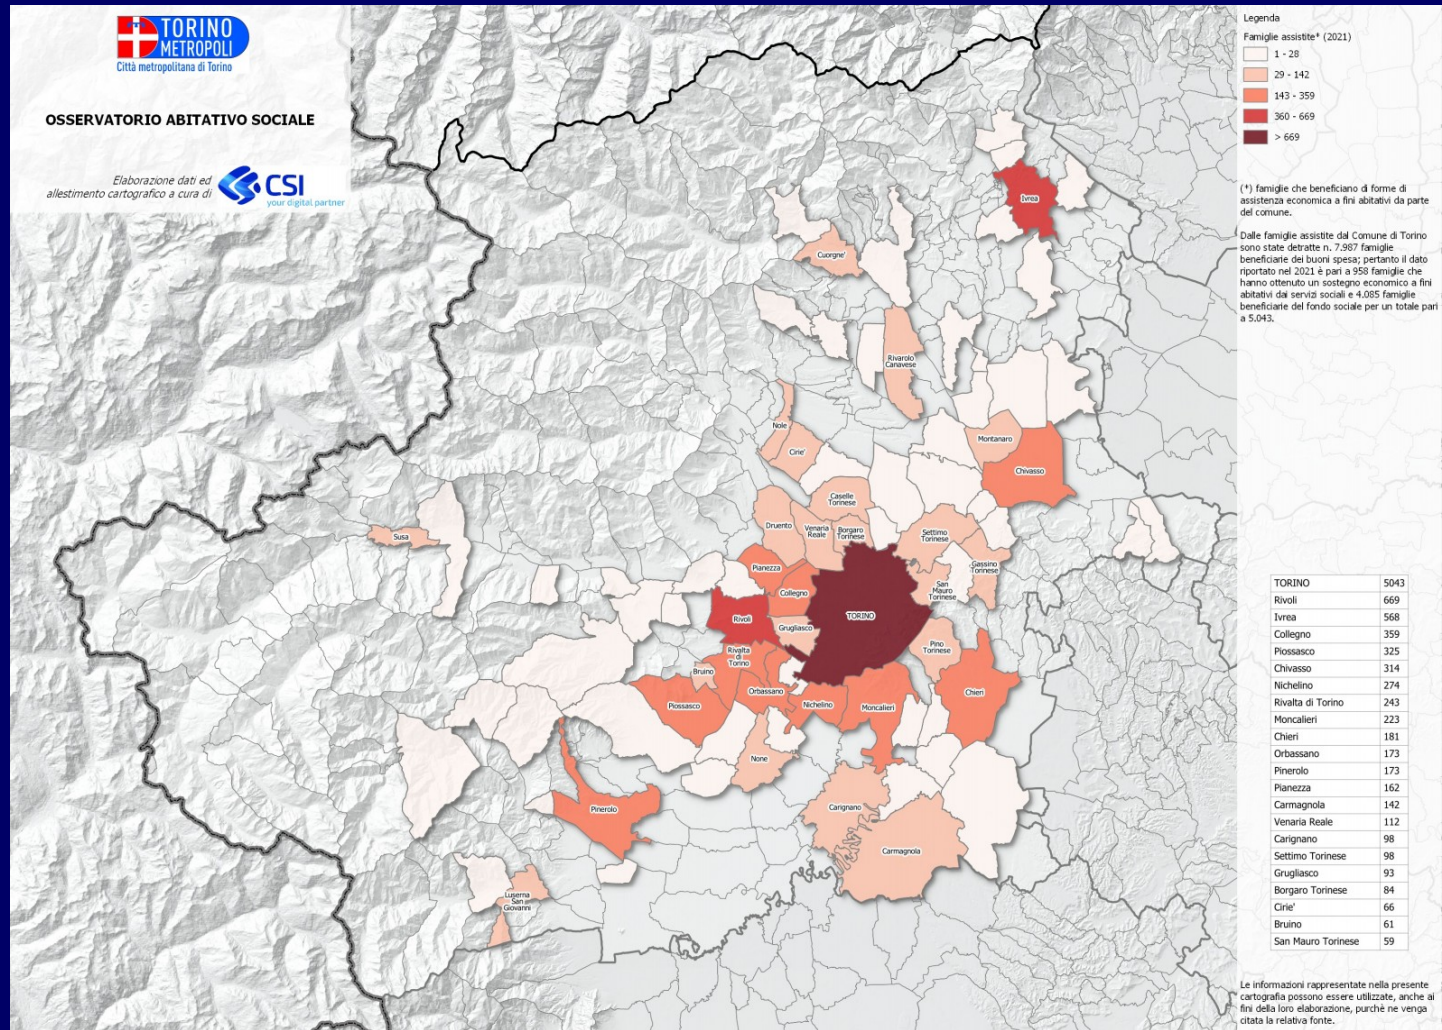 TORINO
METROPOLI
Città metropolitana di Torino
OSSERVATORIO ABITATIVO SOCIALE
Elaborazione dati ed
allestimento cartografico a cura di
CSI
your digital partner
Legenda
Famiglie assistite* (2021)
1 - 28
29 - 142
143 - 359
360 - 669
> 669
(*) famiglie che beneficiano di forme di
assistenza economica a fini abitativi da parte
del comune.
Dalle famiglie assistite dal Comune di Torino
sono state detratte n. 7.987 famiglie
beneficiarie dei buoni spesa; pertanto il dato
riportato nel 2021 è pari a 958 famiglie che
hanno ottenuto un sostegno economico a fini
abitativi dai servizi sociali e 4.085 famiglie
beneficiarie del fondo sociale per un totale pari
a 5.043.
Ivrea
Cuorgne'
Rivarolo
Canavese
Nole
Cirie'
Montanaro
Chivasso
Caselle
Torinese
Susa
Druento
Venaria
Reale
Borgaro
Torinese
Settimo
Torinese
Pianezza
Gassino
Torinese
Collegno
San
Mauro
Torinese
Rivoli
TORINO
Grugliasco
Pino
Torinese
Rivalta
di
Torino
Bruino
Orbassano
Chieri
Piossasco
Nichelino
Moncalieri
None
Pinerolo
Carignano
Carmagnola
Luserna
San
Giovanni
TORINO 5043
Rivoli 669
Ivrea 568
Collegno 359
Piossasco 325
Chivasso 314
Nichelino 274
Rivalta di Torino 243
Moncalieri 223
Chieri 181
Orbassano 173
Pinerolo 173
Pianezza 162
Carmagnola 142
Venaria Reale 112
Carignano 98
Settimo Torinese 98
Grugliasco 93
Borgaro Torinese 84
Cirie' 66
Bruino 61
San Mauro Torinese 59
Le informazioni rappresentate nella presente
cartografia possono essere utilizzate, anche ai
fini della loro elaborazione, purchè ne venga
citata la relativa fonte.